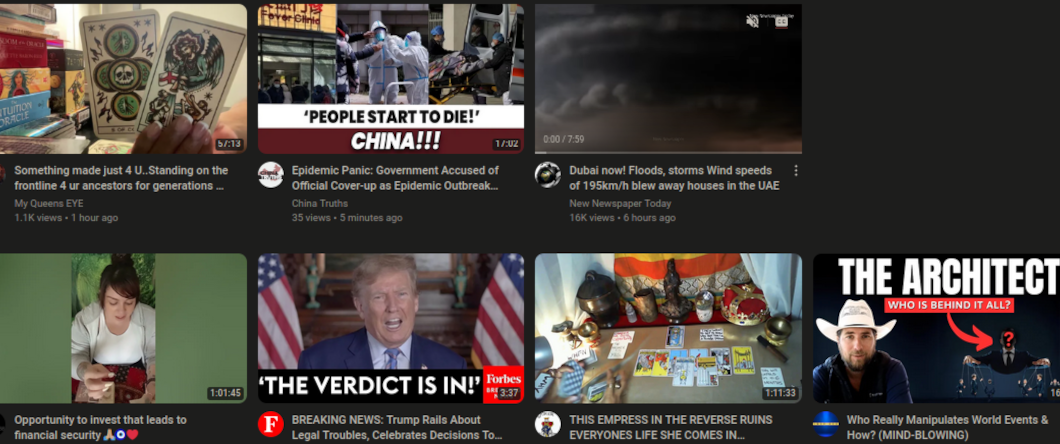 57:13
Fever Clinic
'PEOPLE START TO DIE!'
CHINA!!!
17:02
0:00 / 7:59
Something made just 4 U..Standing on the
frontline 4 ur ancestors for generations ...
My Queens EYE
1.1K views • 1 hour ago
Epidemic Panic: Government Accused of
Official Cover-up as Epidemic Outbreak...
China Truths
35 views • 5 minutes ago
Dubai now! Floods, storms Wind speeds
of 195km/h blew away houses in the UAE
New Newspaper Today
16K views • 6 hours ago
1:01:45
'THE VERDICT IS IN!'
Forbes
3:37
1:11:33
THE ARCHITECT
WHO IS BEHIND IT ALL?
?
16
Opportunity to invest that leads to
financial security 🙏🧿❤️
F
BREAKING NEWS: Trump Rails About
Legal Troubles, Celebrates Decisions To...
THIS EMPRESS IN THE REVERSE RUINS
EVERYONES LIFE SHE COMES IN...
Who Really Manipulates World Events &
How? (MIND-BLOWING)